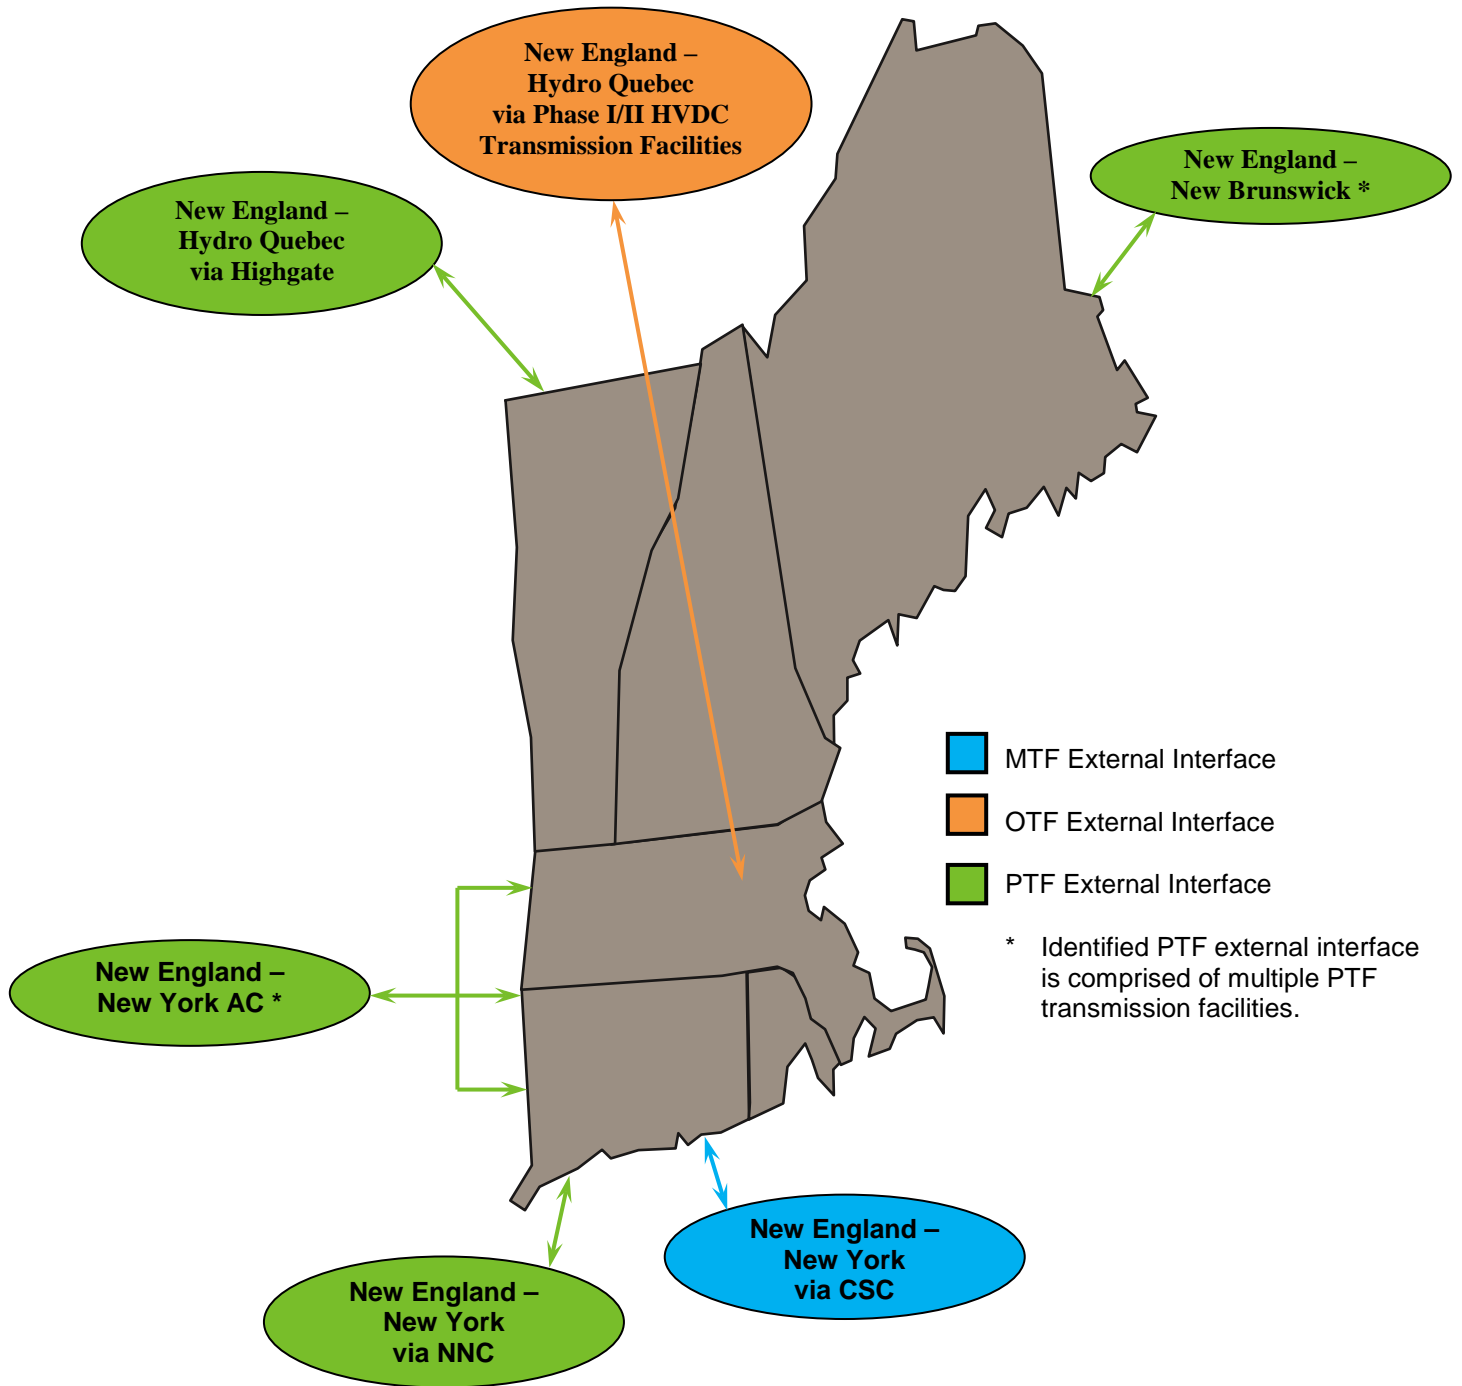 New England –
Hydro Quebec
via Phase I/II HVDC
Transmission Facilities
New England –
New Brunswick *
New England –
Hydro Quebec
via Highgate
MTF External Interface
OTF External Interface
PTF External Interface
* Identified PTF external interface
is comprised of multiple PTF
transmission facilities.
New England –
New York AC *
New England –
New York
via CSC
New England –
New York
via NNC